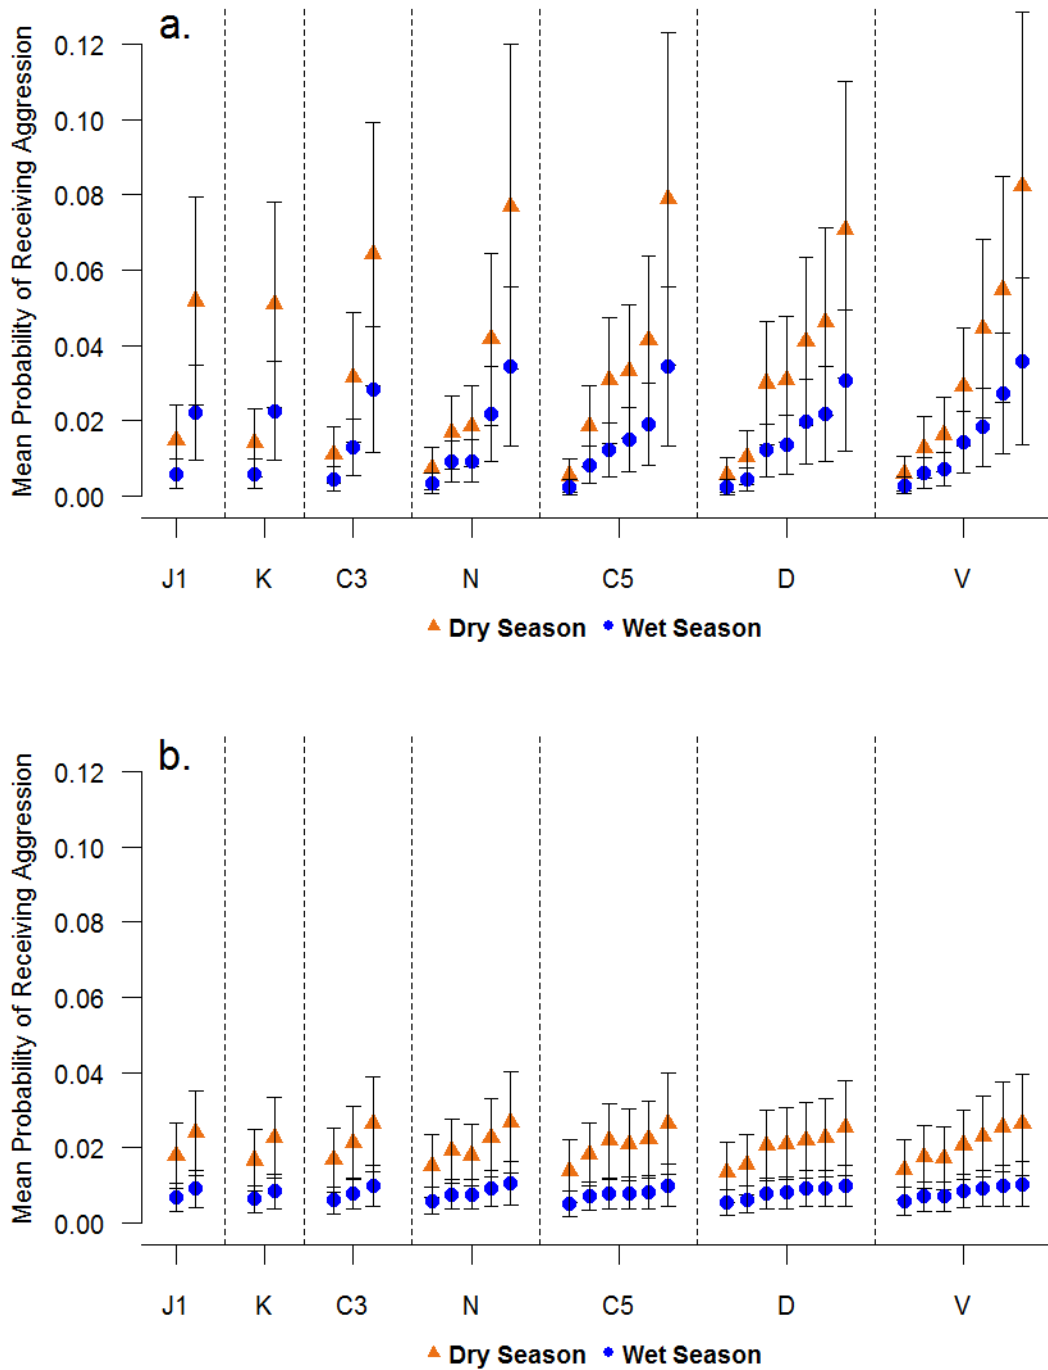 a.
Mean Probability of Receiving Aggression
0.12
0.10
0.08
0.06
0.04
0.02
0.00
J1 K C3 N C5 D V
Dry Season Wet Season
b.
Mean Probability of Receiving Aggression
0.12
0.10
0.08
0.06
0.04
0.02
0.00
J1 K C3 N C5 D V
Dry Season Wet Season